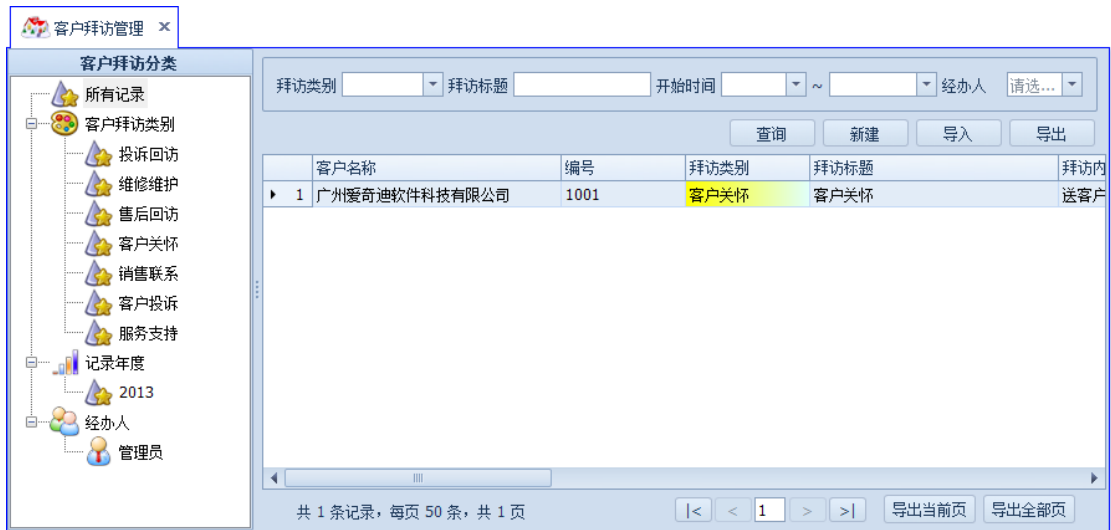 客户拜访管理 ×
客户拜访分类
所有记录
客户拜访类别
投诉回访
维修维护
售后回访
客户关怀
销售联系
客户投诉
服务支持
记录年度
2013
经办人
管理员
拜访类别 拜访标题 开始时间 ~ 经办人 请选...
查询 新建 导入 导出
客户名称 编号 拜访类别 拜访标题 拜访内
1 广州爱奇迪软件科技有限公司 1001 客户关怀 客户关怀 送客户
共 1 条记录，每页 50 条，共 1 页 |< < 1 > >| 导出当前页 导出全部页